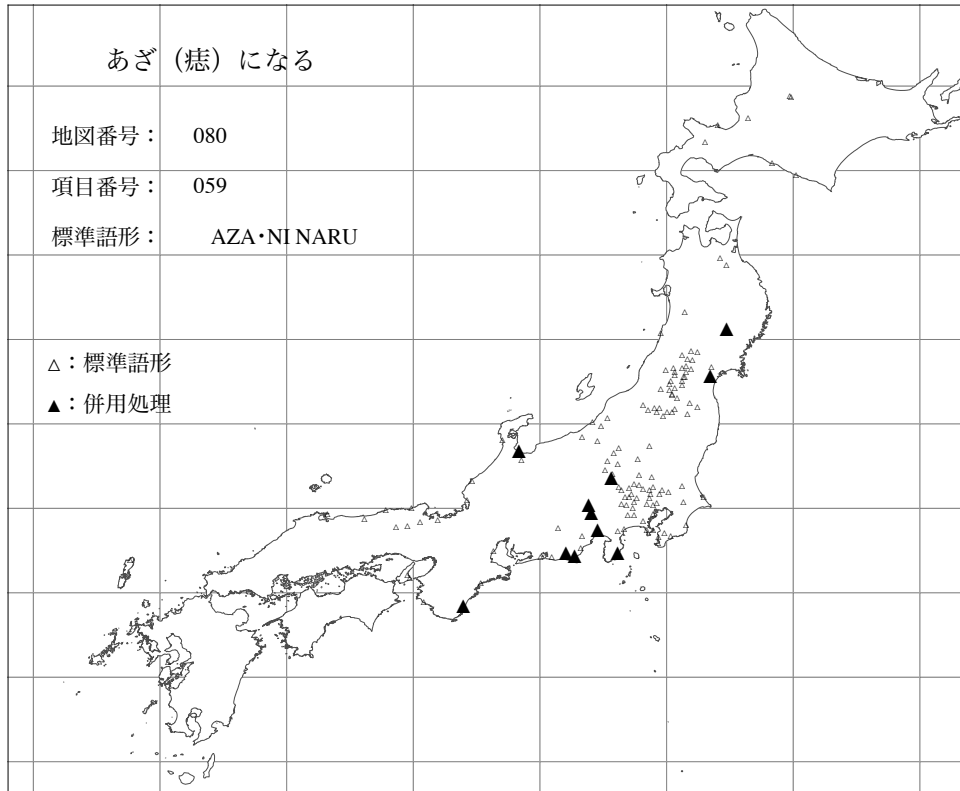 あざ（痣）になる
地図番号： 080
項目番号： 059
標準語形： AZA･NI NARU
△：標準語形
▲：併用処理